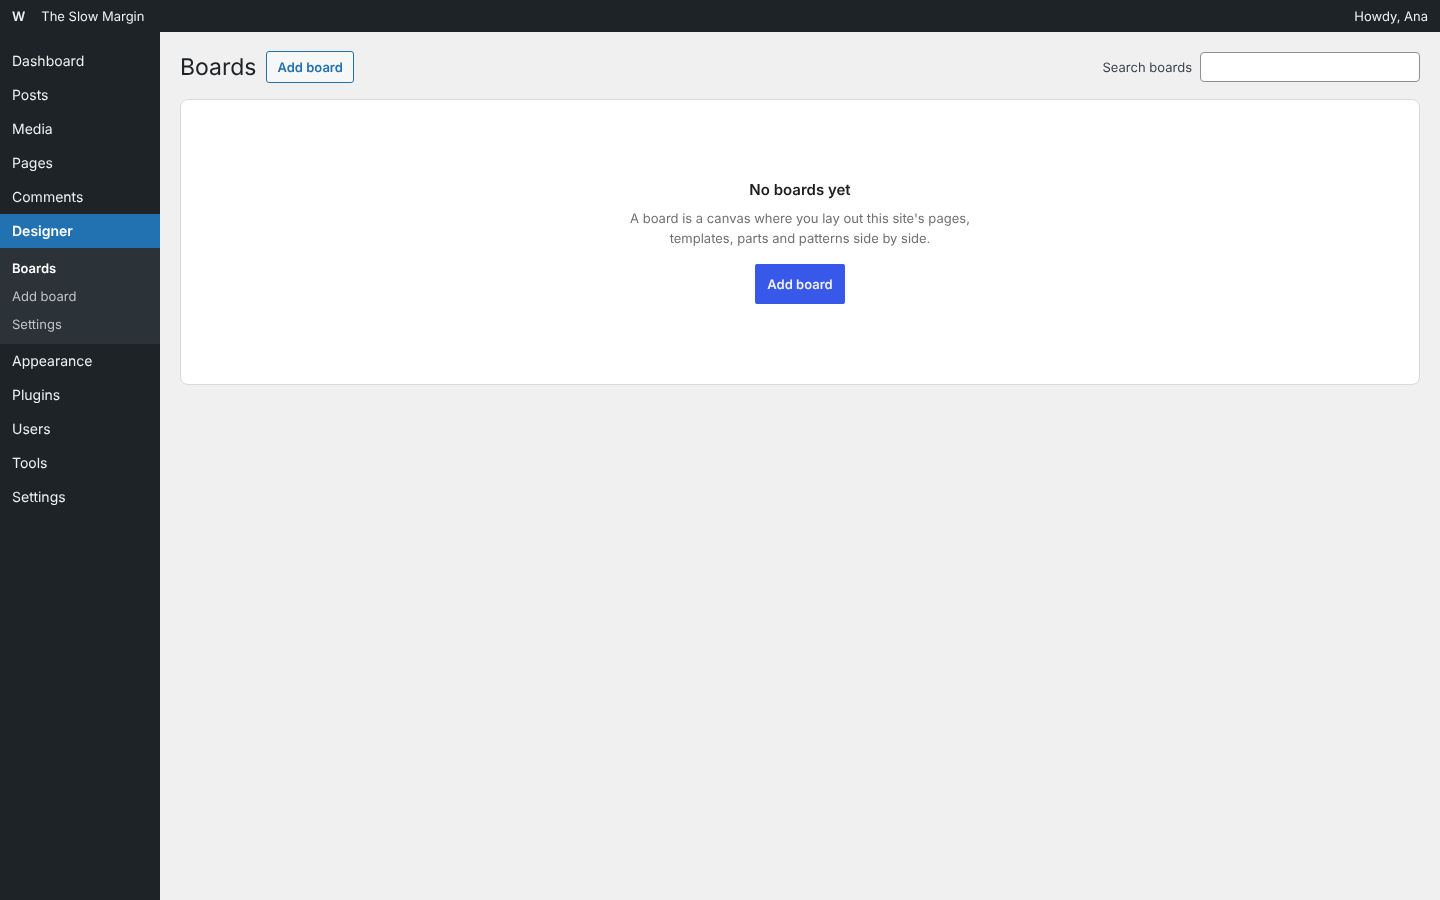 W The Slow Margin Howdy, Ana
Dashboard
Posts
Media
Pages
Comments
Designer
Boards
Add board
Settings
Appearance
Plugins
Users
Tools
Settings
Boards Add board Search boards
No boards yet
A board is a canvas where you lay out this site's pages,
templates, parts and patterns side by side.
Add board